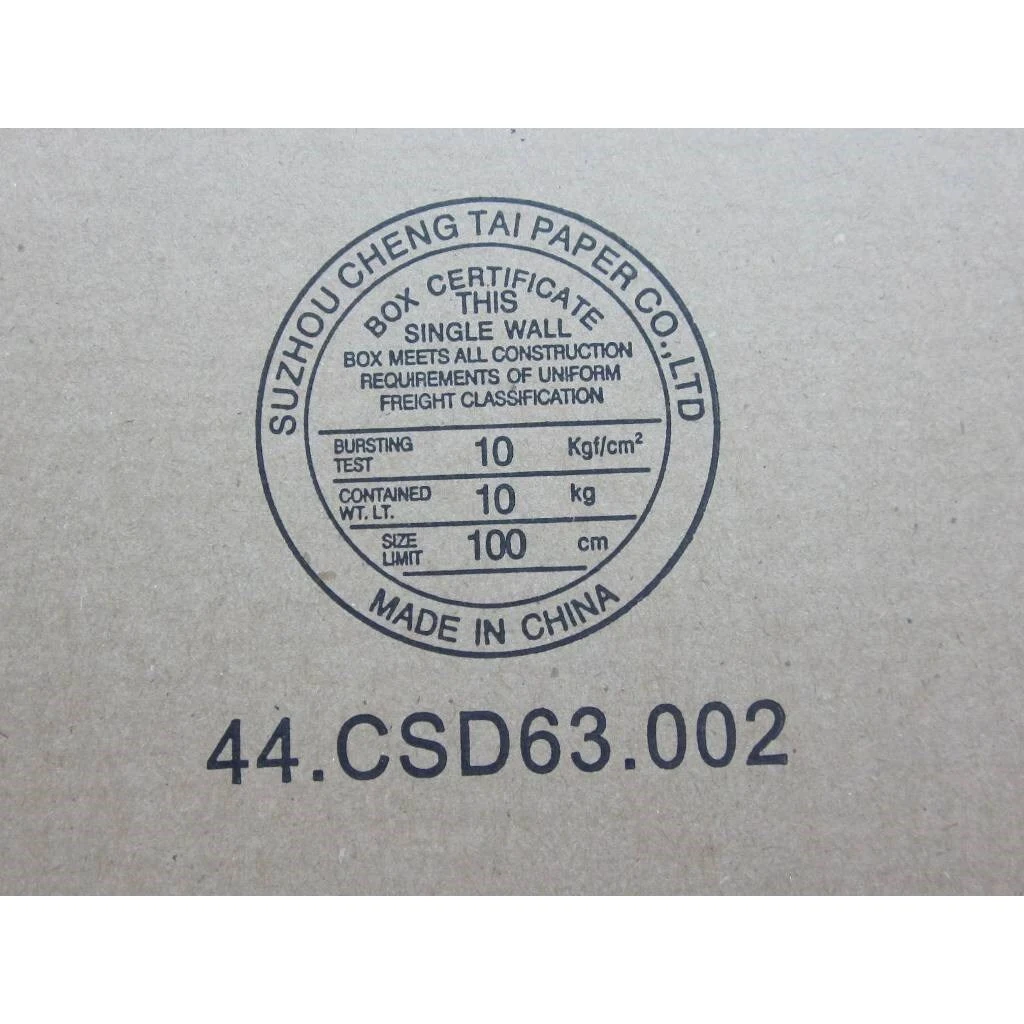 SUZHOU CHENG TAI PAPER CO.,LTD
BOX CERTIFICATE
THIS
SINGLE WALL
BOX MEETS ALL CONSTRUCTION
REQUIREMENTS OF UNIFORM
FREIGHT CLASSIFICATION
BURSTING TEST 10 Kgf/cm²
CONTAINED WT. LT. 10 kg
SIZE LIMIT 100 cm
MADE IN CHINA
44.CSD63.002